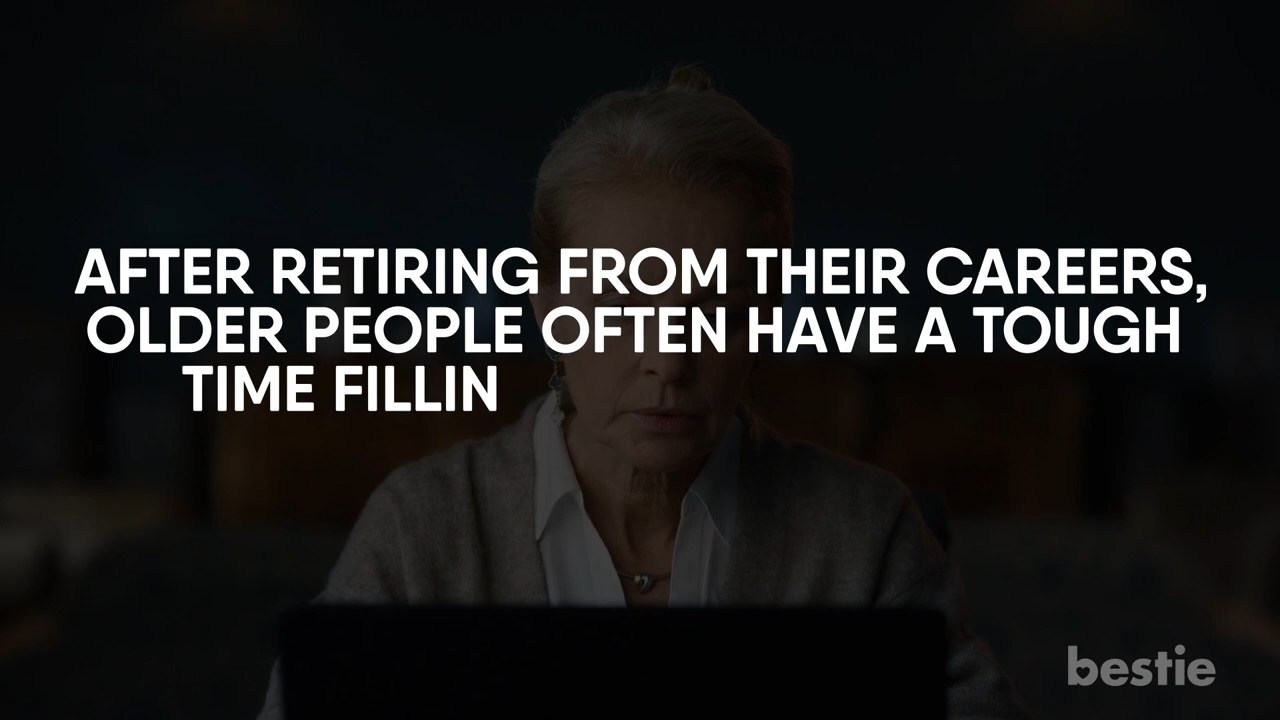 AFTER RETIRING FROM THEIR CAREERS,
OLDER PEOPLE OFTEN HAVE A TOUGH
TIME FILLIN
bestie